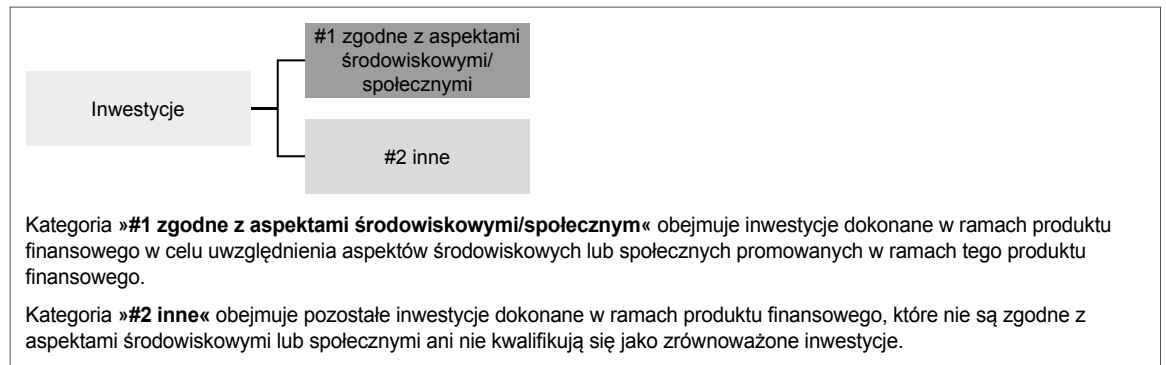 #1 zgodne z aspektami
środowiskowymi/
społecznymi
Inwestycje
#2 inne
Kategoria »#1 zgodne z aspektami środowiskowymi/społecznym« obejmuje inwestycje dokonane w ramach produktu
finansowego w celu uwzględnienia aspektów środowiskowych lub społecznych promowanych w ramach tego produktu
finansowego.
Kategoria »#2 inne« obejmuje pozostałe inwestycje dokonane w ramach produktu finansowego, które nie są zgodne z
aspektami środowiskowymi lub społecznymi ani nie kwalifikują się jako zrównoważone inwestycje.